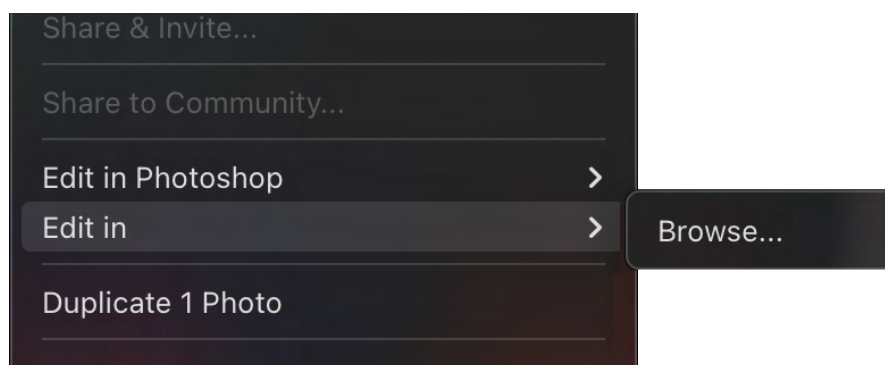 Share & Invite...
Share to Community...
Edit in Photoshop
Edit in
Browse...
Duplicate 1 Photo